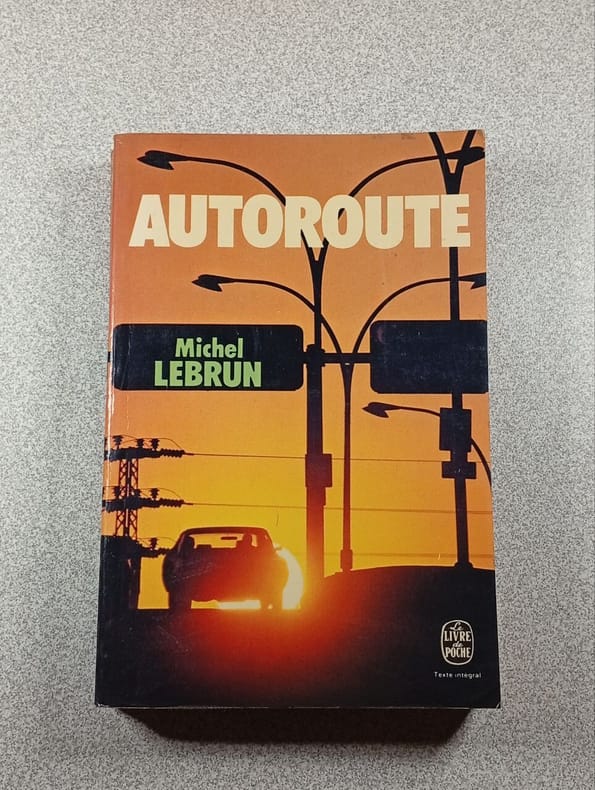 AUTOROUTE
Michel
LEBRUN
Le
LIVRE
de
POCHE
Texte intégral